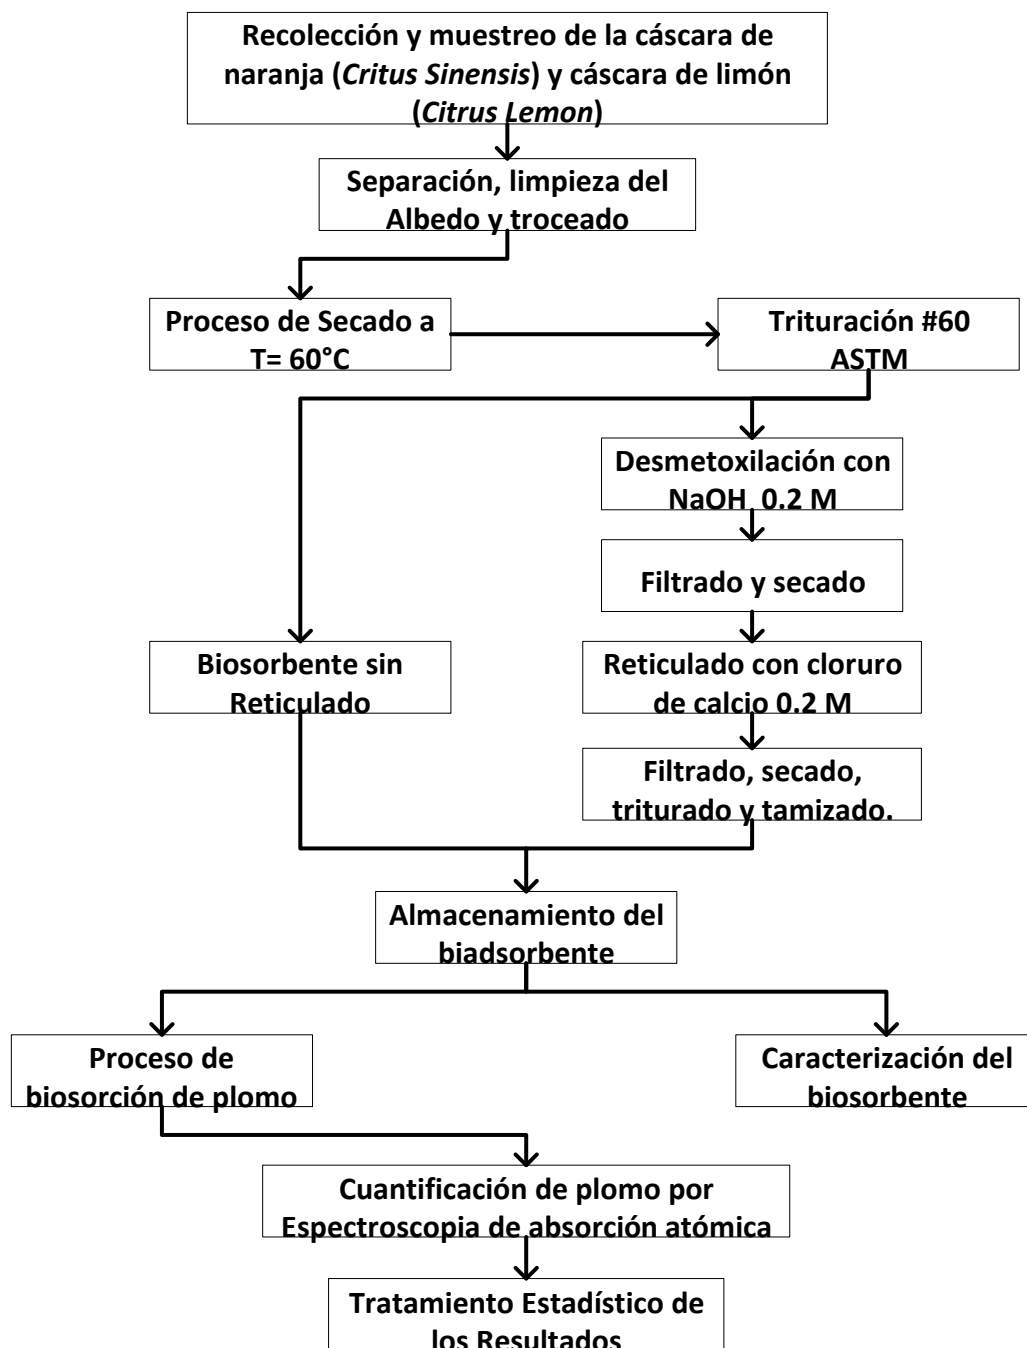 Recolección y muestreo de la cáscara de
naranja (Critus Sinensis) y cáscara de limón
(Citrus Lemon)
Separación, limpieza del
Albedo y troceado
Proceso de Secado a
T= 60°C
Trituración #60
ASTM
Desmetoxilación con
NaOH 0.2 M
Filtrado y secado
Biosorbente sin
Reticulado
Reticulado con cloruro
de calcio 0.2 M
Filtrado, secado,
triturado y tamizado.
Almacenamiento del
biadsorbente
Proceso de
biosorción de plomo
Caracterización del
biosorbente
Cuantificación de plomo por
Espectroscopia de absorción atómica
Tratamiento Estadístico de
los Resultados